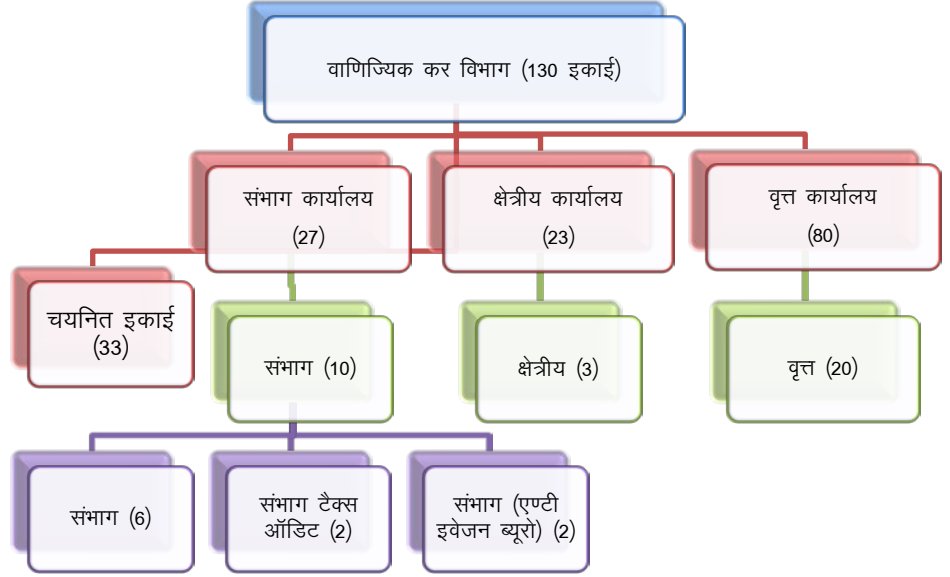 वाणिज्यिक कर विभाग (130 इकाई)
संभाग कार्यालय
(27)
क्षेत्रीय कार्यालय
(23)
वृत्त कार्यालय
(80)
चयनित इकाई
(33)
संभाग (10)
क्षेत्रीय (3)
वृत्त (20)
संभाग (6)
संभाग टैक्स
ऑडिट (2)
संभाग (एण्टी
इवेजन ब्यूरो) (2)